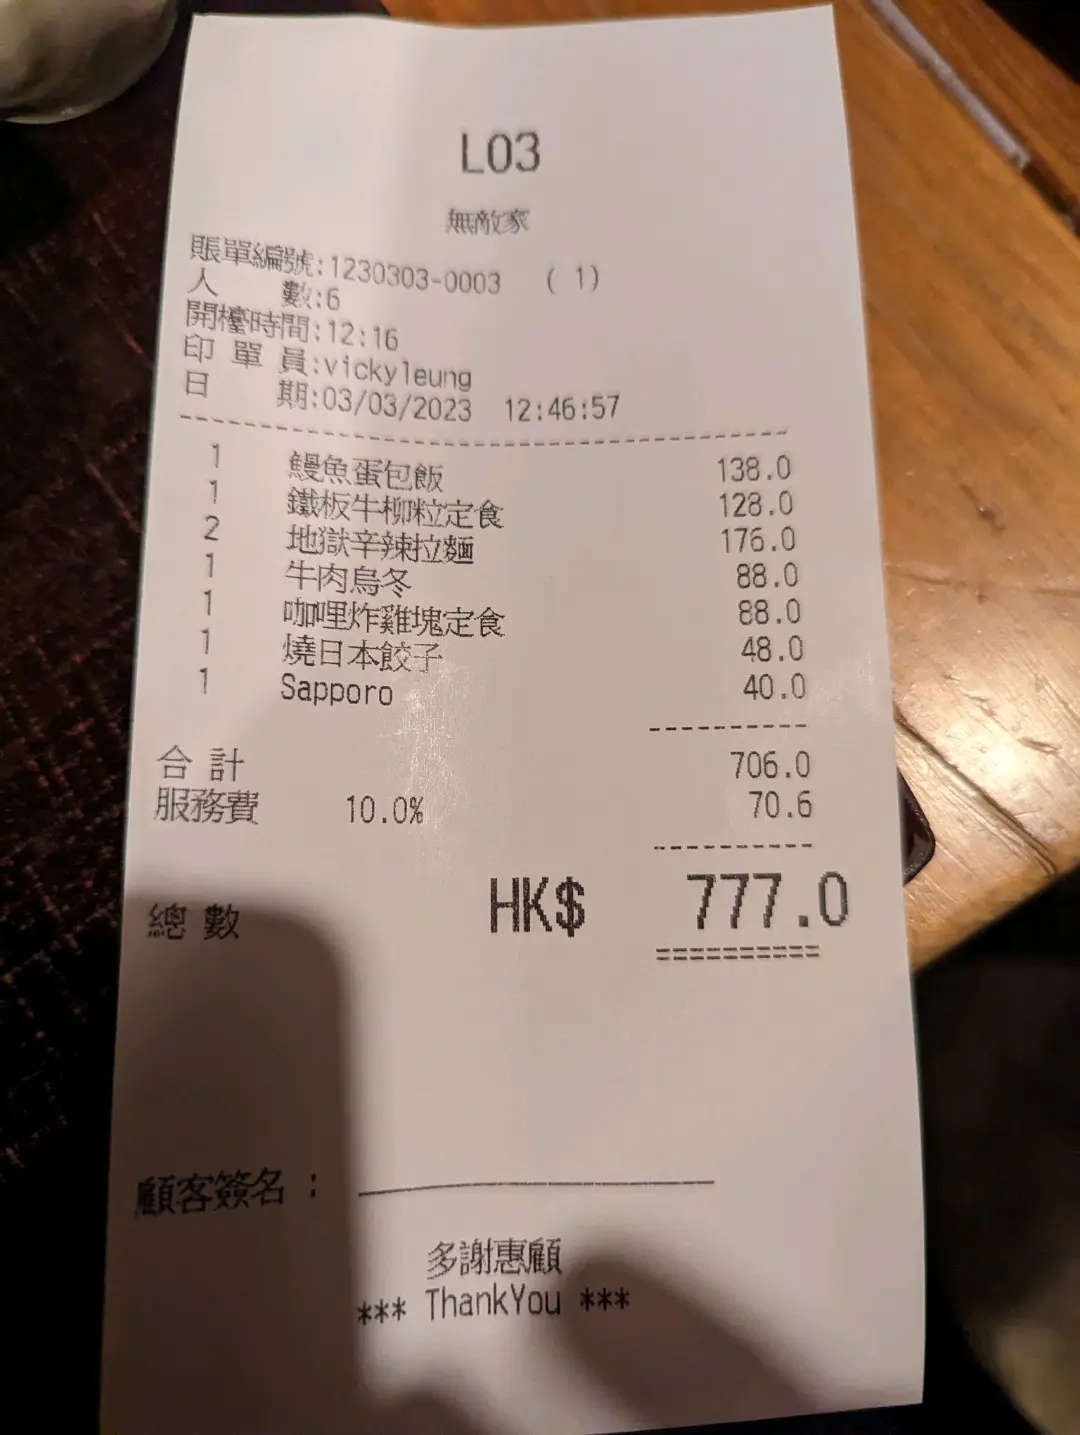 L03
無敵家
賬單編號:1230303-0003 ( 1)
人 數:6
開檯時間:12:16
印 單 員:vickyleung
日 期:03/03/2023 12:46:57
1 鰻魚蛋包飯 138.0
1 鐵板牛柳粒定食 128.0
2 地獄辛辣拉麵 176.0
1 牛肉烏冬 88.0
1 咖哩炸雞塊定食 88.0
1 燒日本餃子 48.0
1 Sapporo 40.0
合 計 706.0
服務費 10.0% 70.6
總 數 HK$ 777.0
顧客簽名 :
多謝惠顧
*** ThankYou ***